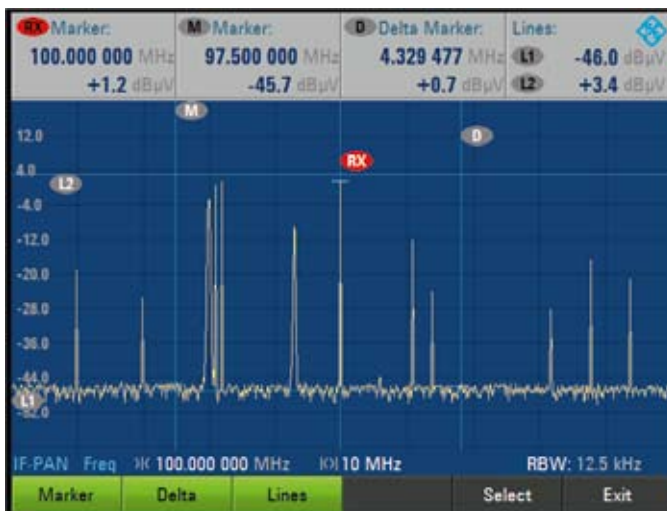 RX Marker: M Marker: D Delta Marker: Lines:
100.000 000 MHz 97.500 000 MHz 4.329 477 MHz L1 -46.0 dBµV
+1.2 dBµV -45.7 dBµV +0.7 dBµV L2 +3.4 dBµV
M
12.0 D
RX
4.0
L2
-4.0
-12.0
-20.0
-28.0
-36.0
-44.0
L1
-52.0
IF-PAN Freq 100.000 000 MHz 10 MHz RBW: 12.5 kHz
Marker Delta Lines Select Exit